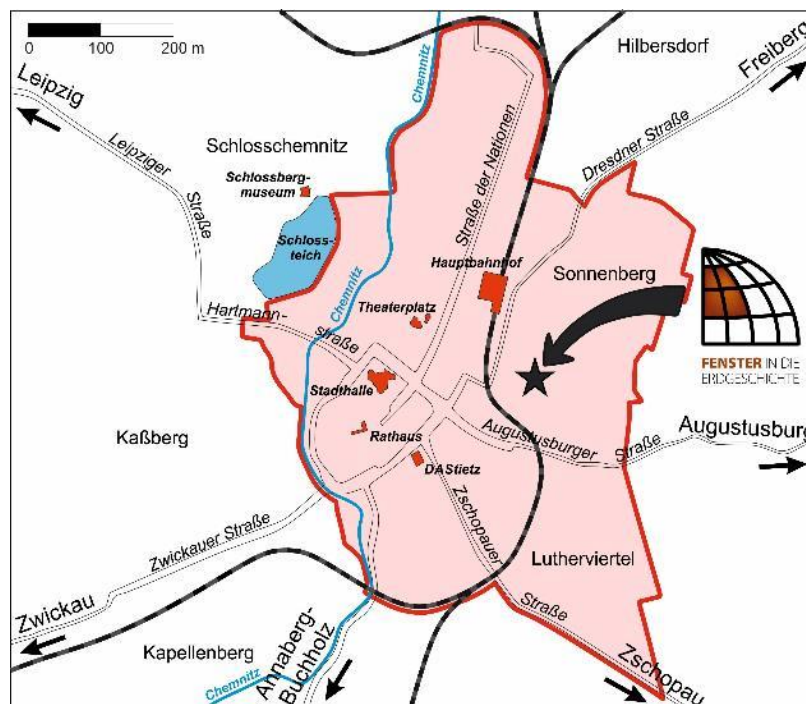 0 100 200 m
Hilbersdorf
Freiberg
Leipzig
Chemnitz
Leipziger
Straße
Schlosschemnitz
Schlossberg-
museum
Straße der Nationen
Dresdner Straße
Schloss-
teich
Hauptbahnhof
Sonnenberg
Chemnitz
Theaterplatz
Hartmann-
straße
FENSTER IN DIE
ERDGESCHICHTE
Stadthalle
Kaßberg
Rathaus
Augustusburger Straße
Augustusburg
DAStietz
Zschopauer
Straße
Zwickauer Straße
Lutherviertel
Zwickau
Kapellenberg
Annaberg-
Buchholz
Zschopau
Chemnitz